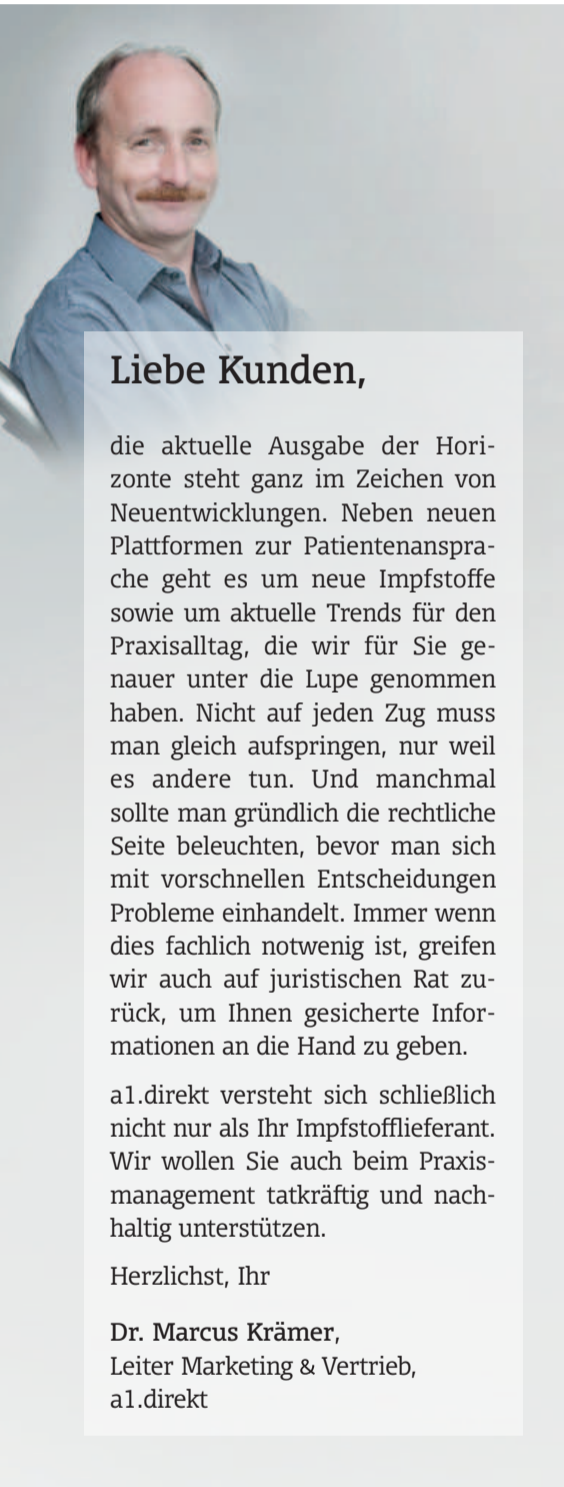 Liebe Kunden,
die aktuelle Ausgabe der Hori-
zonte steht ganz im Zeichen von
Neuentwicklungen. Neben neuen
Plattformen zur Patientenanspra-
che geht es um neue Impfstoffe
sowie um aktuelle Trends für den
Praxisalltag, die wir für Sie ge-
nauer unter die Lupe genommen
haben. Nicht auf jeden Zug muss
man gleich aufspringen, nur weil
es andere tun. Und manchmal
sollte man gründlich die rechtliche
Seite beleuchten, bevor man sich
mit vorschnellen Entscheidungen
Probleme einhandelt. Immer wenn
dies fachlich notwenig ist, greifen
wir auch auf juristischen Rat zu-
rück, um Ihnen gesicherte Infor-
mationen an die Hand zu geben.
a1.direkt versteht sich schließlich
nicht nur als Ihr Impfstofflieferant.
Wir wollen Sie auch beim Praxis-
management tatkräftig und nach-
haltig unterstützen.
Herzlichst, Ihr
Dr. Marcus Krämer,
Leiter Marketing & Vertrieb,
a1.direkt